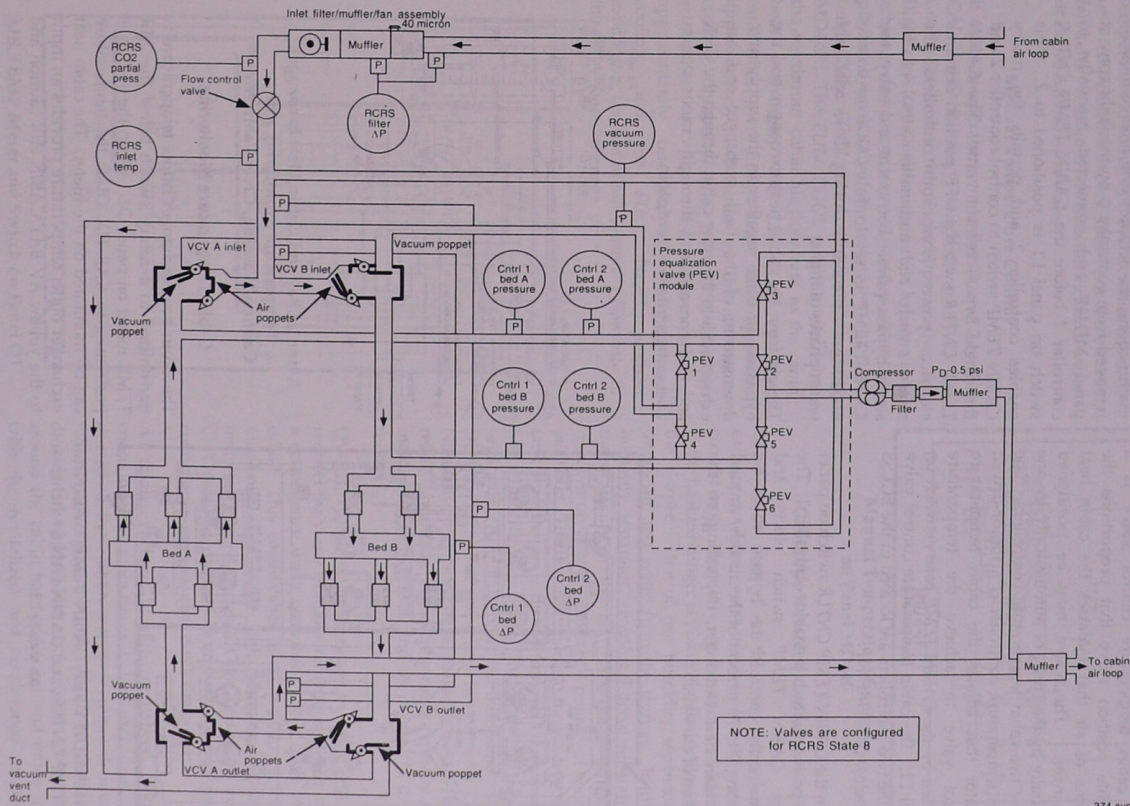 Inlet filter/muffler/fan assembly
40 micron
RCRS
CO2
partial
press
P
Muffler
Muffler
From cabin
air loop
P
P
Flow control
valve
RCRS
filter
ΔP
RCRS
vacuum
pressure
RCRS
inlet
temp
P
P
P
VCV A inlet
P
Vacuum poppet
VCV B inlet
Pressure
equalization
valve (PEV)
module
Cntrl 1
bed A
pressure
Cntrl 2
bed A
pressure
PEV
3
Air
poppets
Vacuum
poppet
P
P
PEV
1
PEV
2
Compressor
PD-0.5 psi
Filter
Muffler
Cntrl 1
bed B
pressure
Cntrl 2
bed B
pressure
PEV
4
PEV
5
PEV
6
P
Bed A
Bed B
P
Cntrl 2
bed
ΔP
Cntrl 1
bed
ΔP
Muffler
To cabin
air loop
Vacuum
poppet
P
P
VCV B outlet
Air
poppets
VCV A outlet
Vacuum poppet
NOTE: Valves are configured
for RCRS State 8
To
vacuum
vent
duct